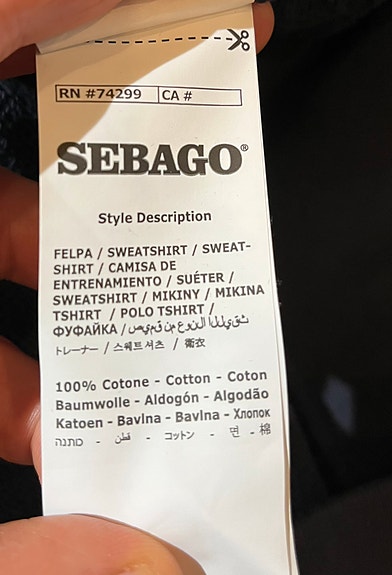 RN #74299 CA #
SEBAGO®
Style Description
FELPA / SWEATSHIRT / SWEAT-
SHIRT / CAMISA DE
ENTRENAMIENTO / SUÉTER /
SWEATSHIRT / MIKINY / MIKINA
TSHIRT / POLO TSHIRT /
ФУФАЙКА /
トレーナー / 스웨트셔츠 / 衛衣
100% Cotone - Cotton - Coton
Baumwolle - Aldogón - Algodão
Katoen - Bavlna - Bavlna - Хлопок
כותנה - قطن - コットン - 면 - 棉